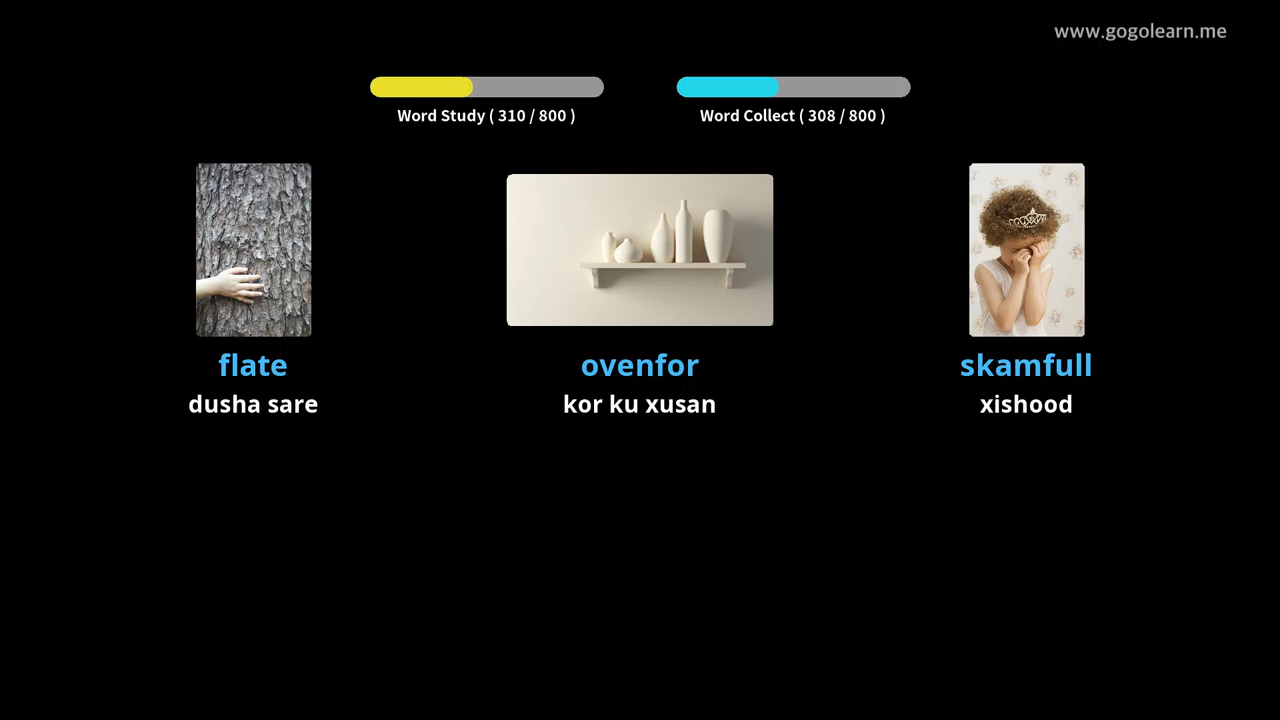 www.gogolearn.me
Word Study ( 310 / 800 )
Word Collect ( 308 / 800 )
flate
dusha sare
ovenfor
kor ku xusan
skamfull
xishood